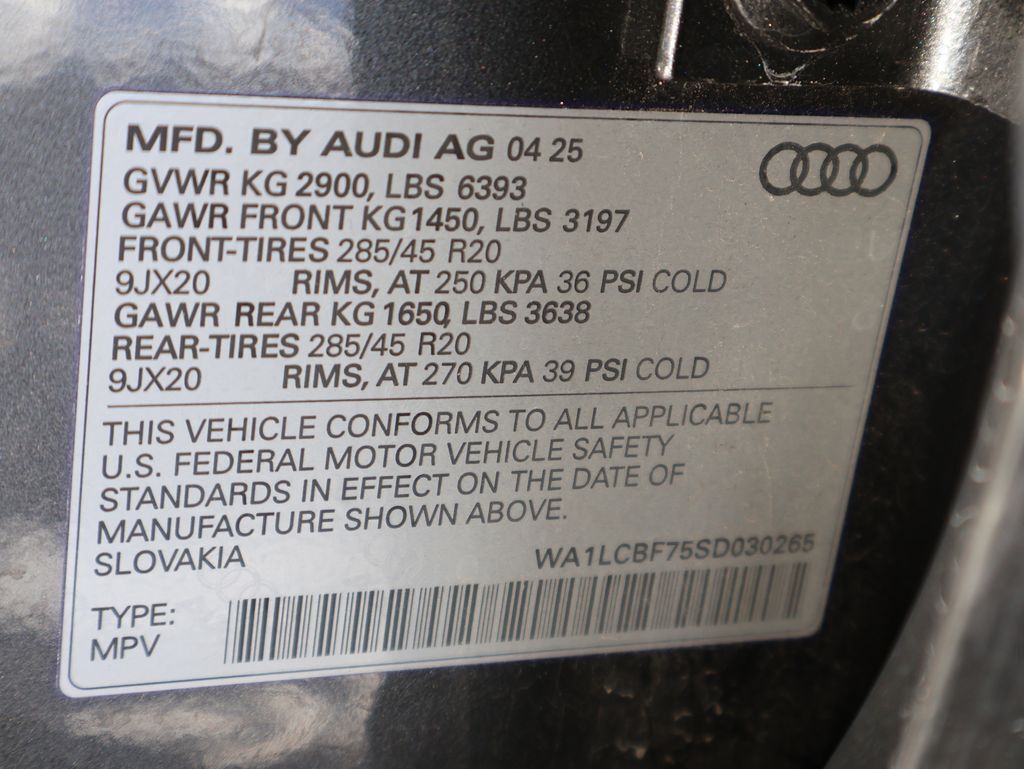 MFD. BY AUDI AG 04 25
GVWR KG 2900, LBS 6393
GAWR FRONT KG 1450, LBS 3197
FRONT-TIRES 285/45 R20
9JX20 RIMS, AT 250 KPA 36 PSI COLD
GAWR REAR KG 1650, LBS 3638
REAR-TIRES 285/45 R20
9JX20 RIMS, AT 270 KPA 39 PSI COLD
THIS VEHICLE CONFORMS TO ALL APPLICABLE
U.S. FEDERAL MOTOR VEHICLE SAFETY
STANDARDS IN EFFECT ON THE DATE OF
MANUFACTURE SHOWN ABOVE.
SLOVAKIA WA1LCBF75SD030265
TYPE:
MPV